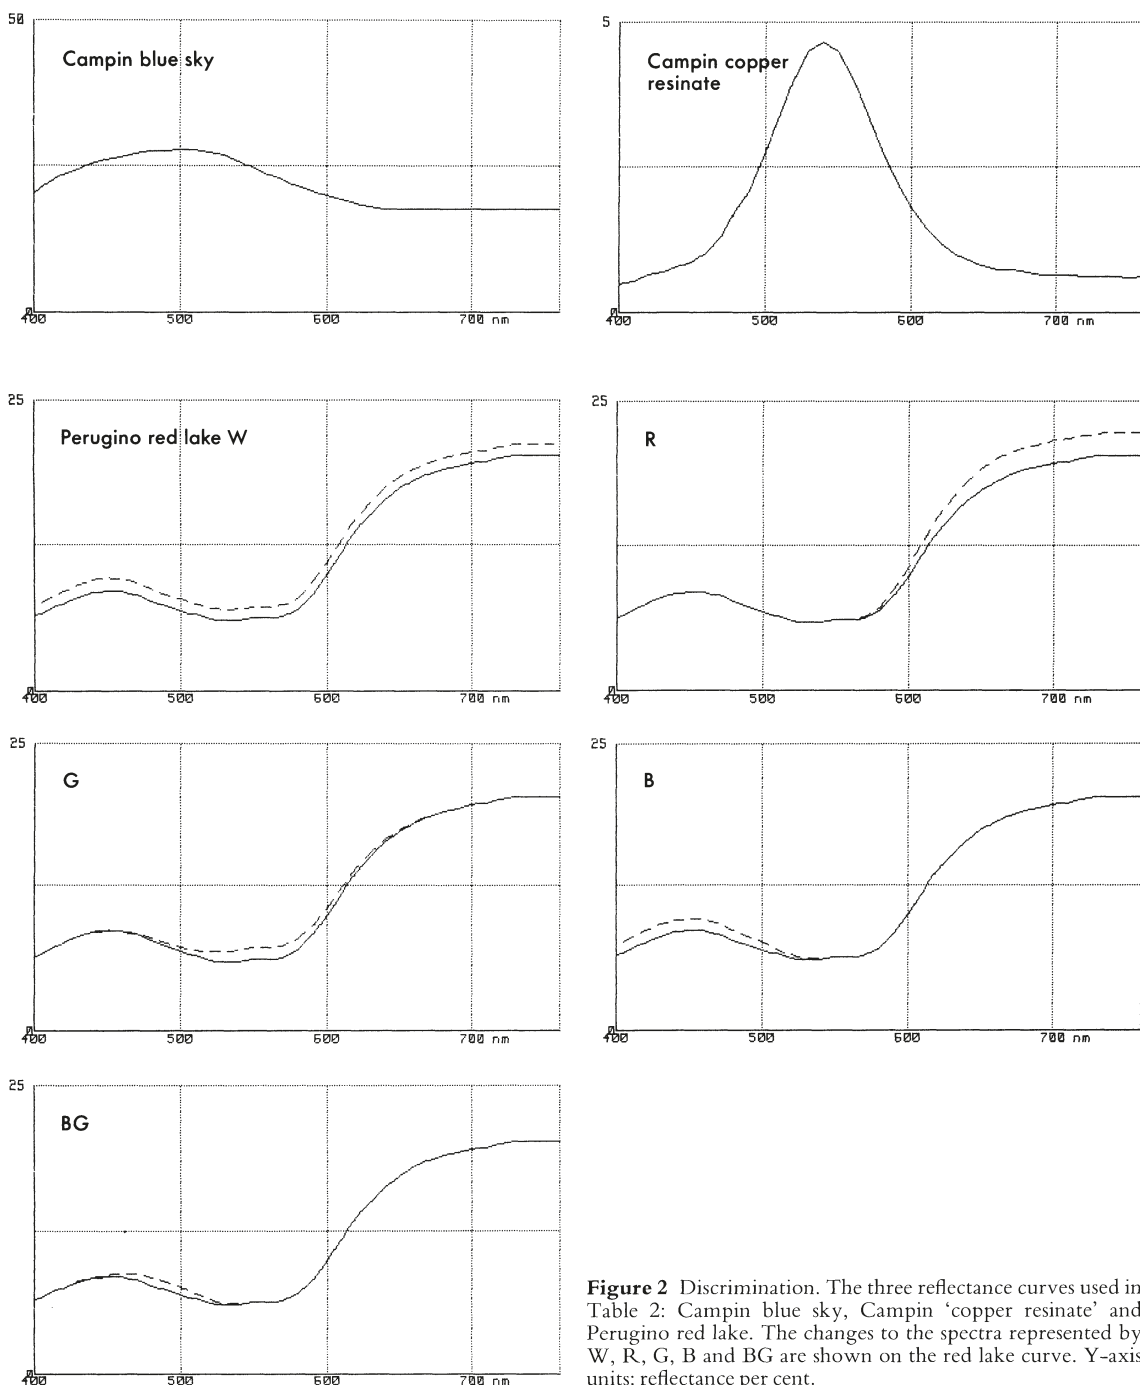 50
Campin blue sky
0
400 500 600 700 nm
5
Campin copper
resinate
0
400 500 600 700 nm
25
Perugino red lake W
0
400 500 600 700 nm
25
R
0
400 500 600 700 nm
25
G
0
400 500 600 700 nm
25
B
0
400 500 600 700 nm
25
BG
0
400 500 600 700 nm
Figure 2 Discrimination. The three reflectance curves used in
Table 2: Campin blue sky, Campin ‘copper resinate’ and
Perugino red lake. The changes to the spectra represented by
W, R, G, B and BG are shown on the red lake curve. Y-axis
units: reflectance per cent.